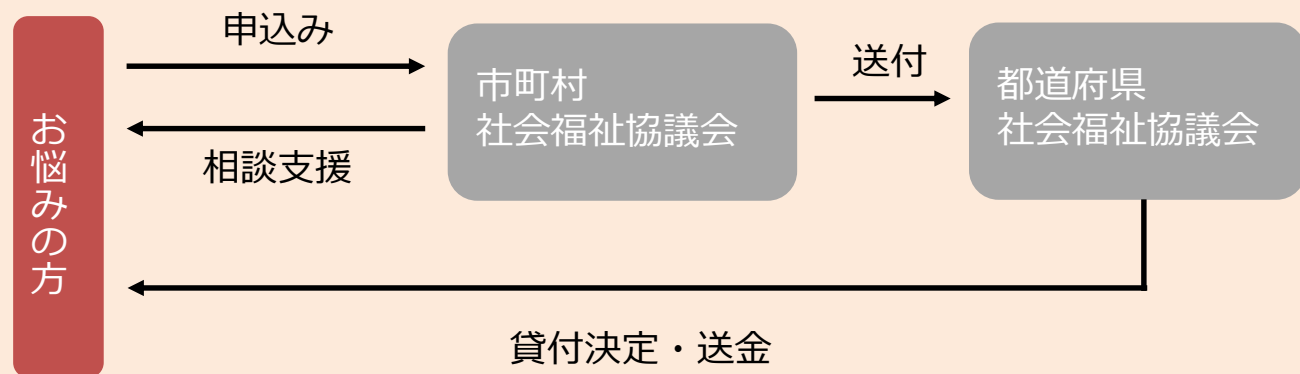 お悩みの方
申込み
相談支援
市町村
社会福祉協議会
送付
都道府県
社会福祉協議会
貸付決定・送金